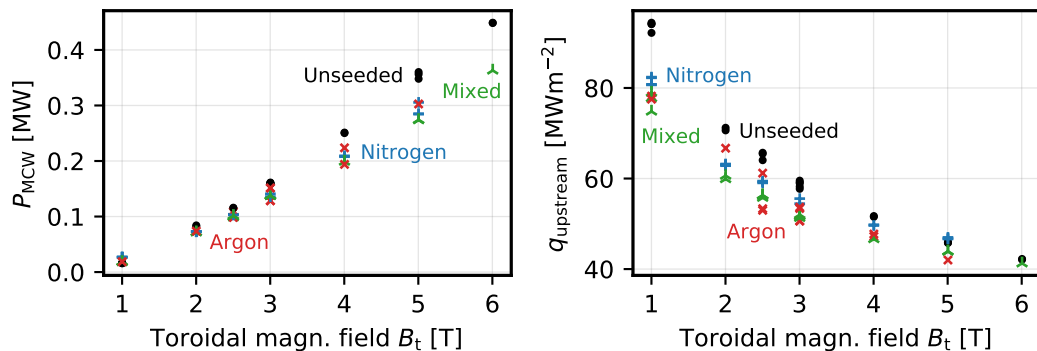 0.4
0.3
0.2
0.1
0.0
P_MCW [MW]
Unseeded
Mixed
Nitrogen
Argon
1 2 3 4 5 6
Toroidal magn. field B_t [T]
80
60
40
q_upstream [MWm⁻²]
Nitrogen
Mixed
Unseeded
Argon
1 2 3 4 5 6
Toroidal magn. field B_t [T]